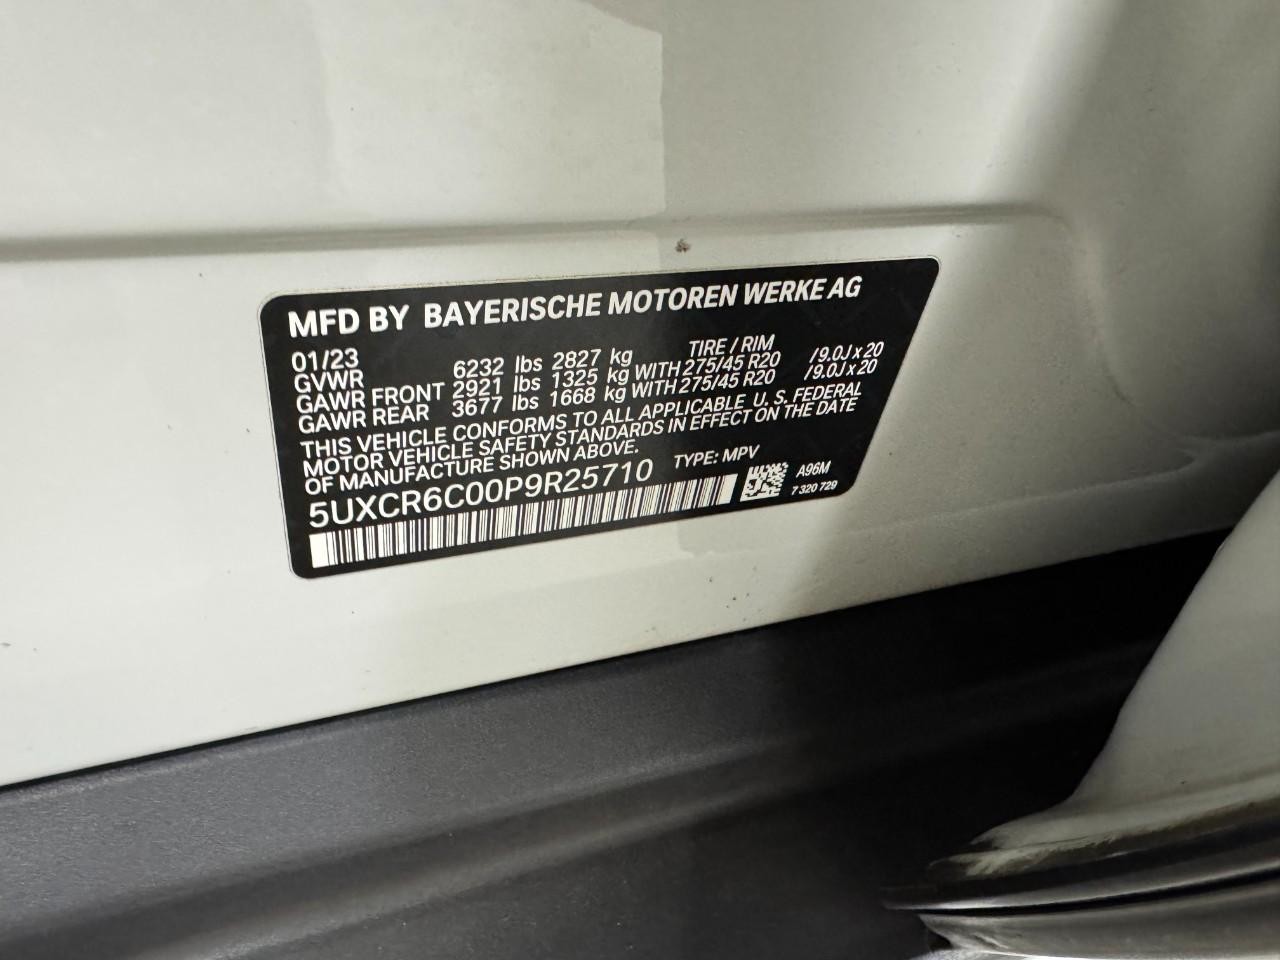 MFD BY BAYERISCHE MOTOREN WERKE AG
01/23 TIRE / RIM
GVWR 6232 lbs 2827 kg
GAWR FRONT 2921 lbs 1325 kg WITH 275/45 R20 /9.0J x 20
GAWR REAR 3677 lbs 1668 kg WITH 275/45 R20 /9.0J x 20
THIS VEHICLE CONFORMS TO ALL APPLICABLE U. S. FEDERAL
MOTOR VEHICLE SAFETY STANDARDS IN EFFECT ON THE DATE
OF MANUFACTURE SHOWN ABOVE.
5UXCR6C00P9R25710 TYPE: MPV
A96M
7 320 729